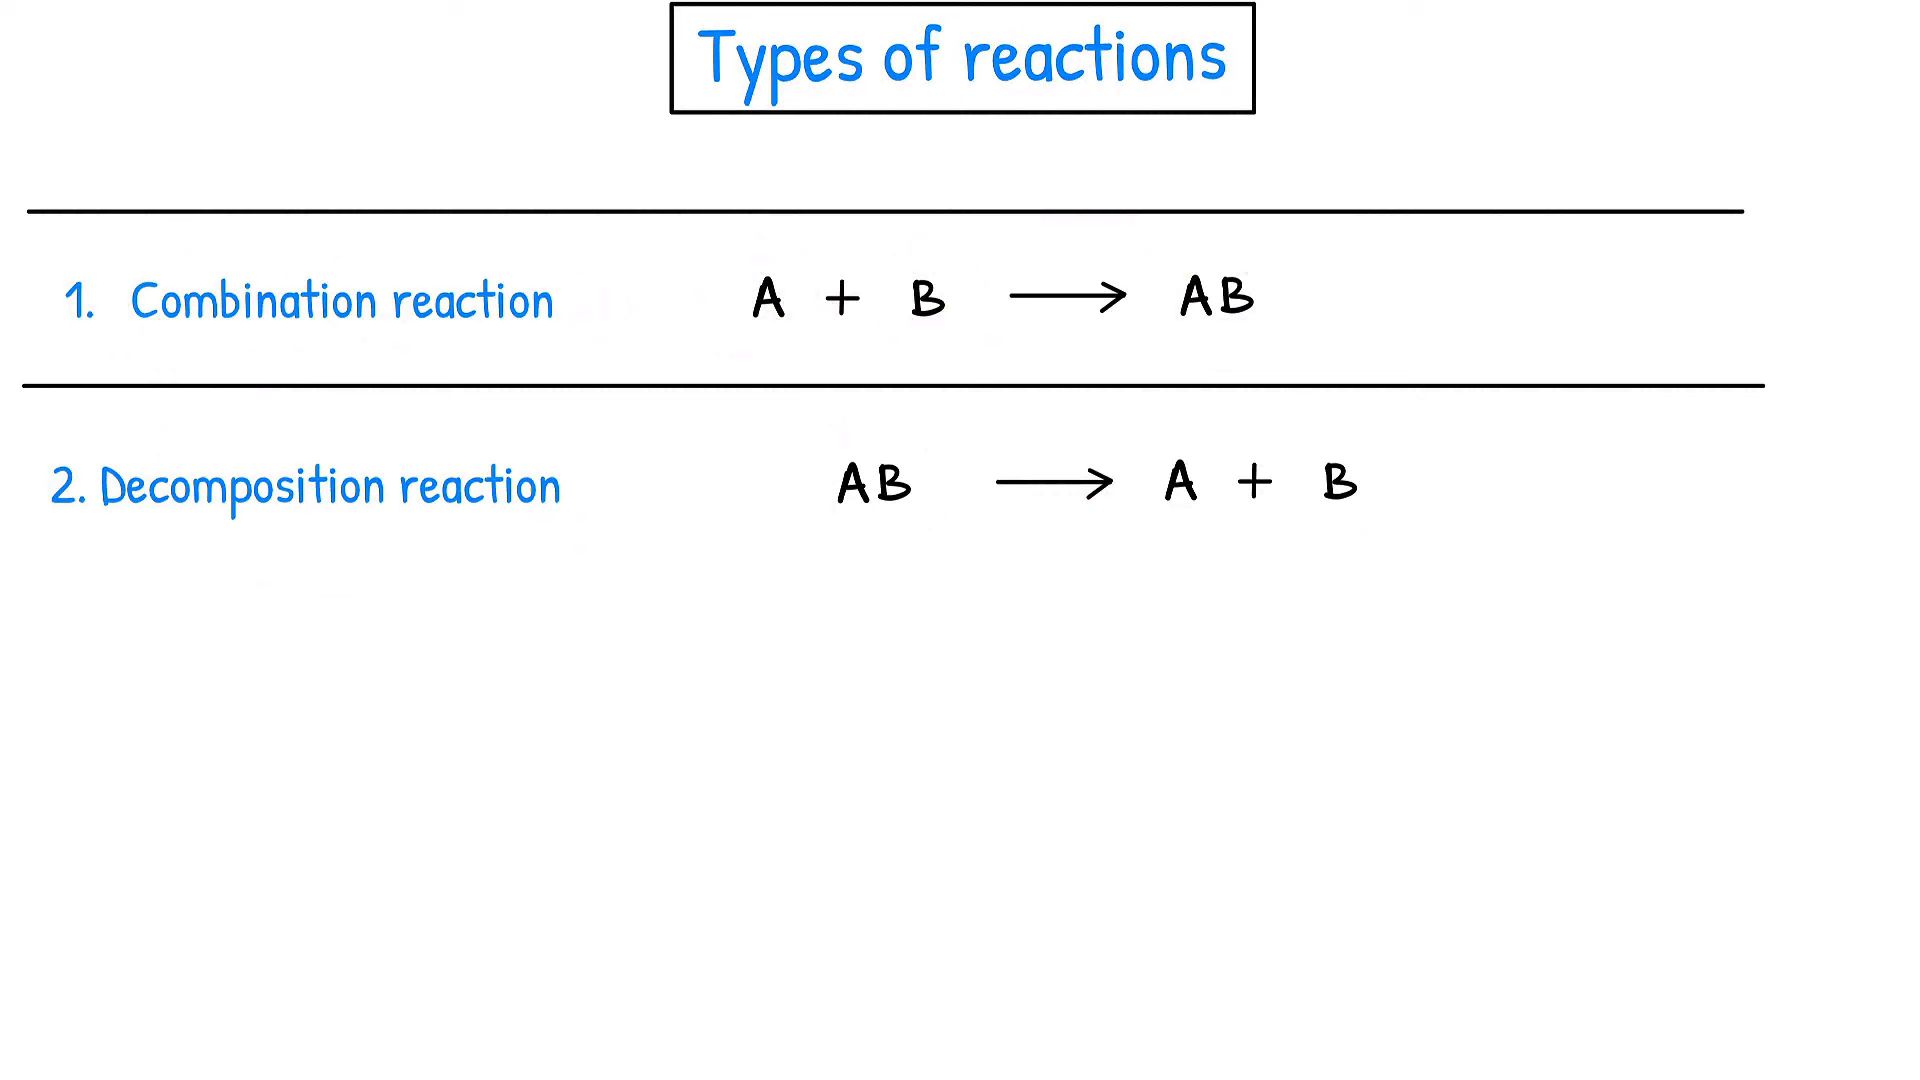 Types of reactions
1. Combination reaction A + B ⟶ AB
2. Decomposition reaction AB ⟶ A + B